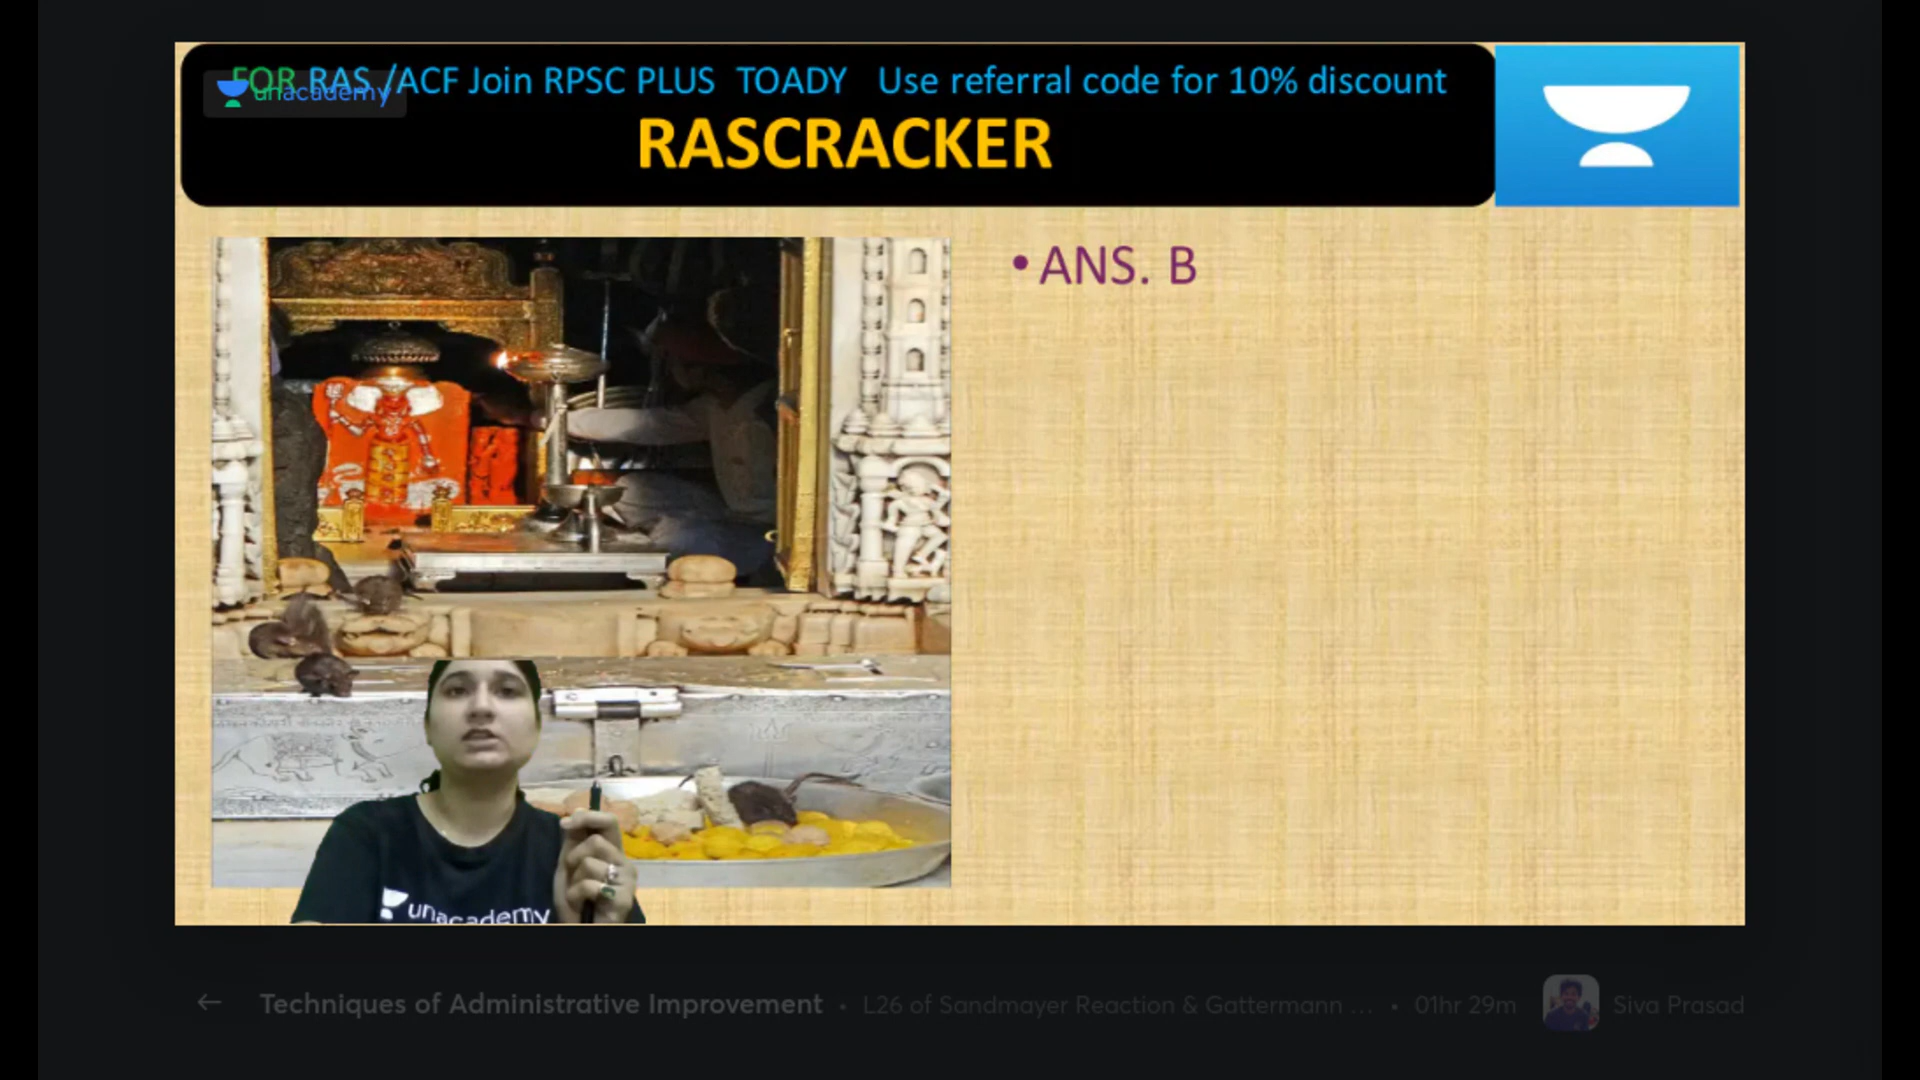 FOR RAS /ACF Join RPSC PLUS TOADY Use referral code for 10% discount
unacademy
RASCRACKER
• ANS. B
unacademy
Techniques of Administrative Improvement • L26 of Sandmayer Reaction & Gattermann ... • 01hr 29m Siva Prasad